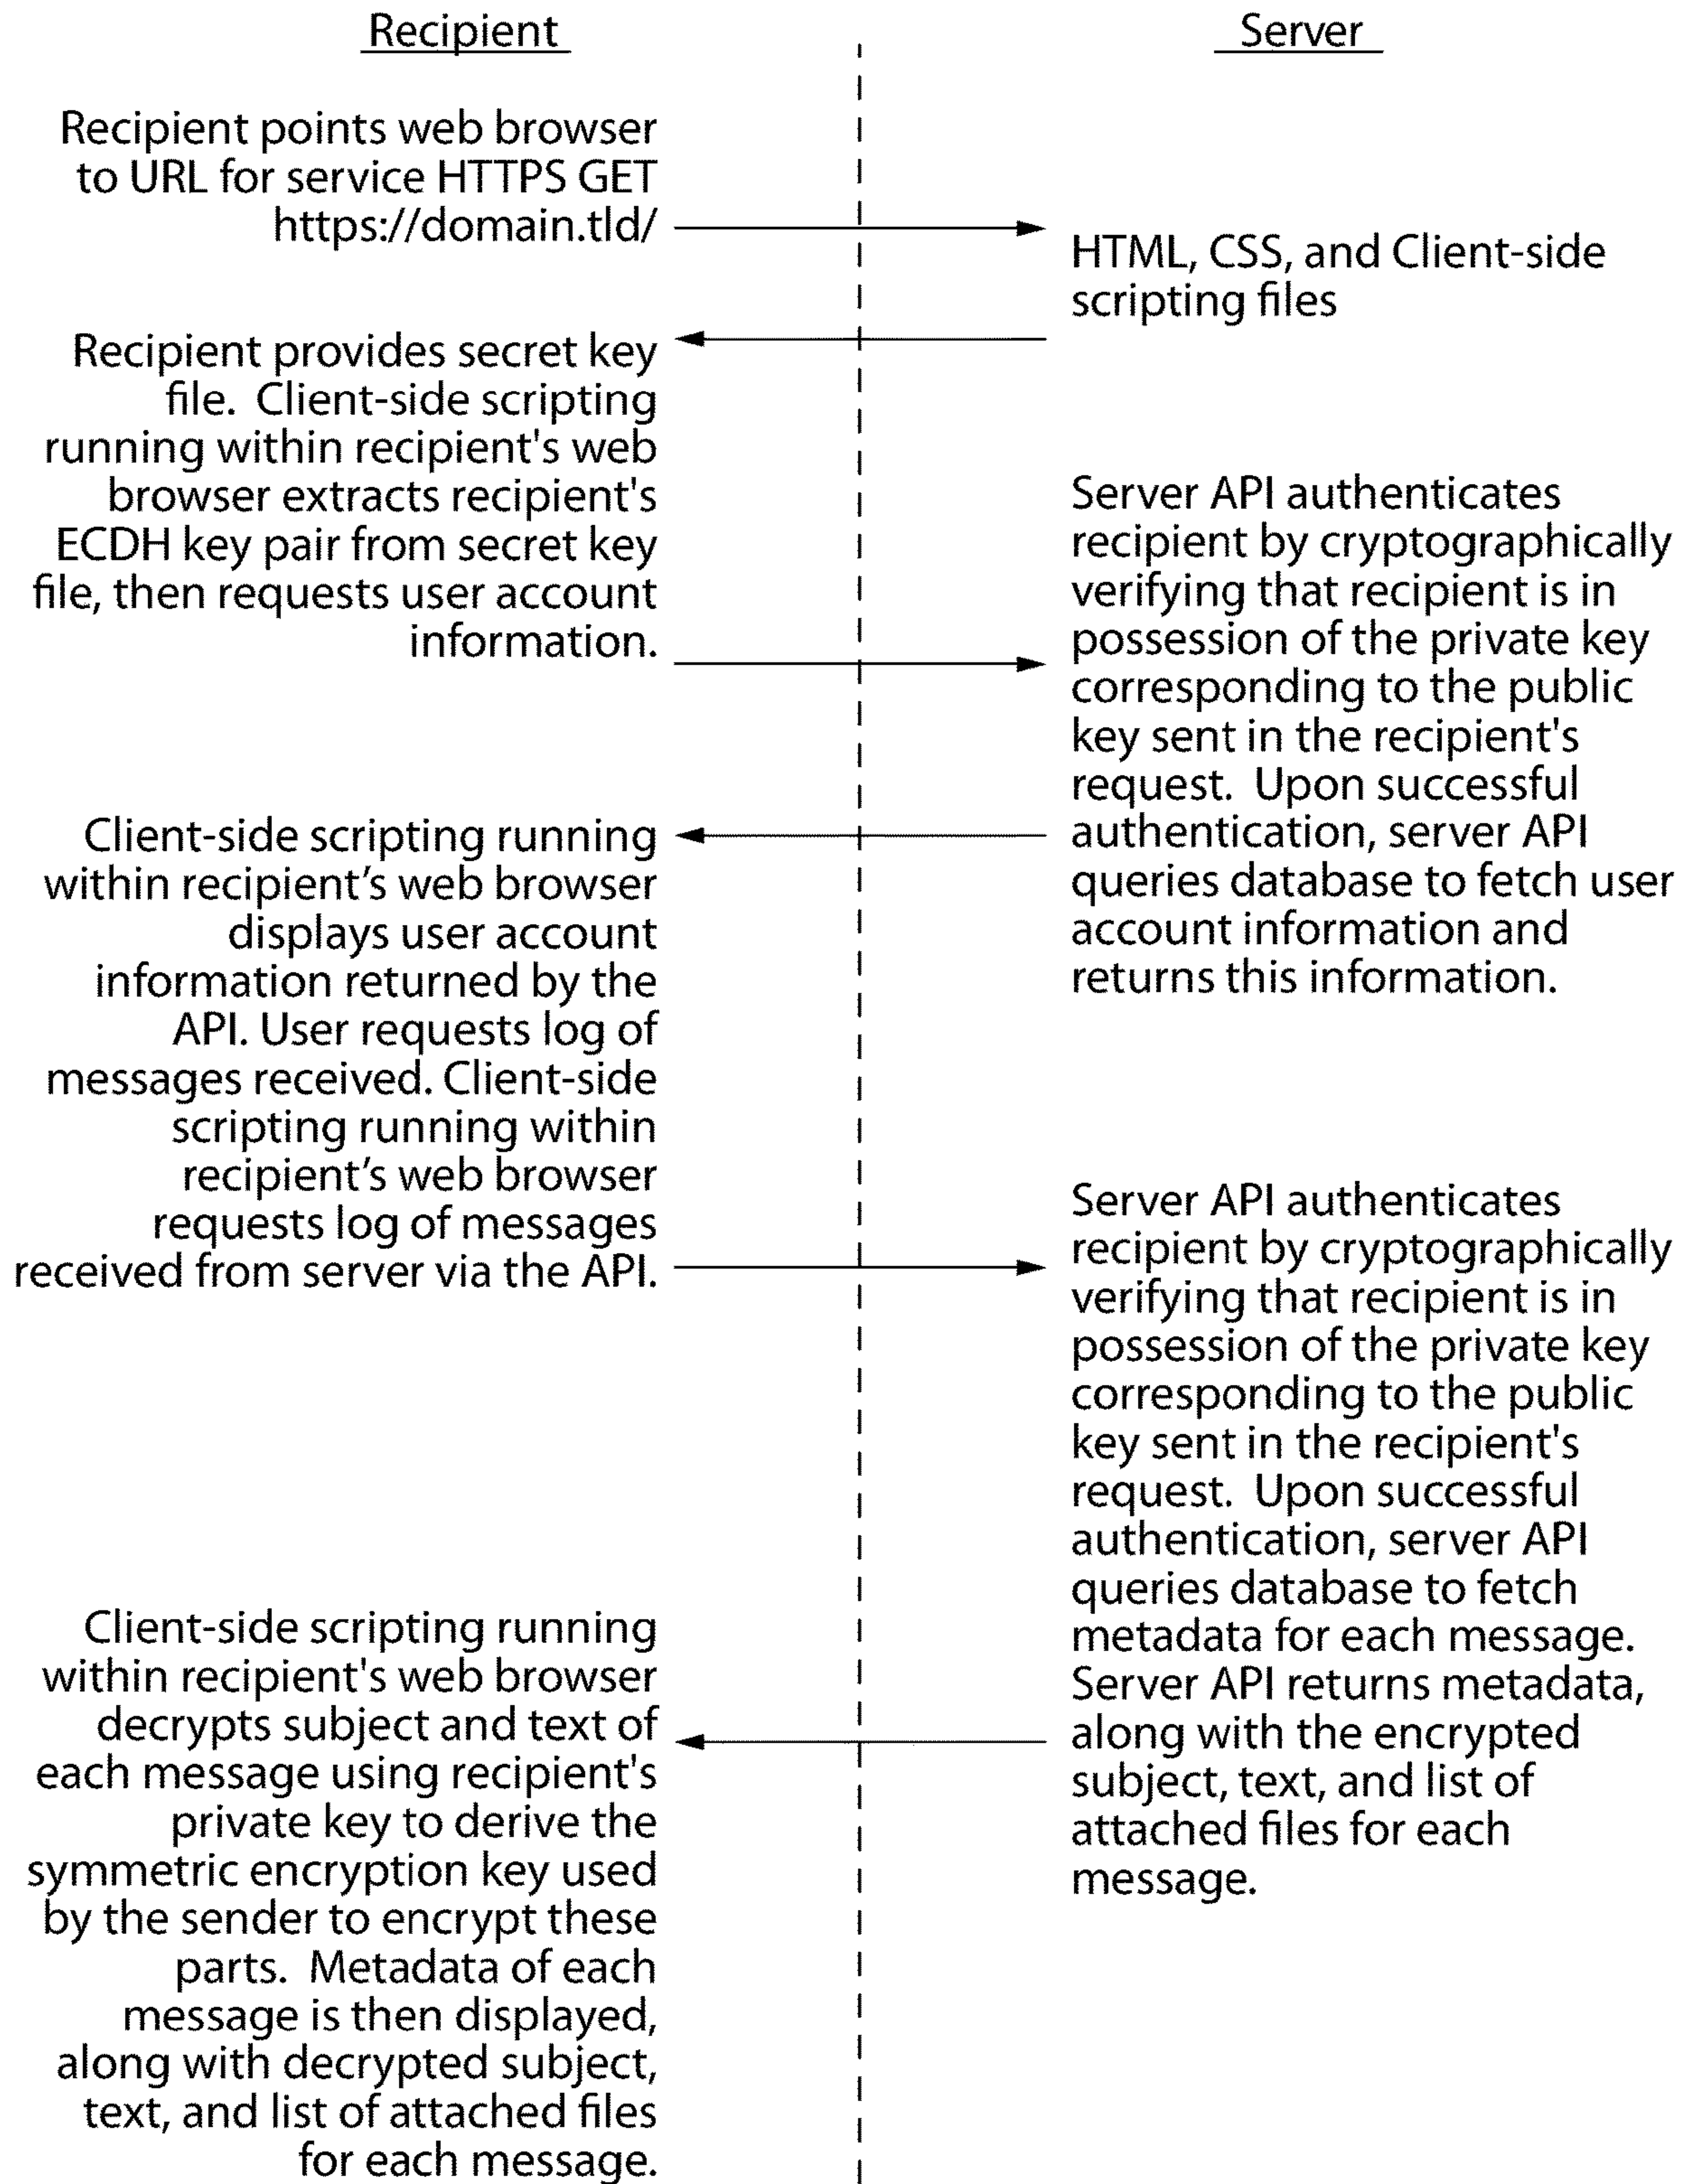 Recipient
Server
Recipient points web browser
to URL for service HTTPS GET
https://domain.tld/
HTML, CSS, and Client-side
scripting files
Recipient provides secret key
file.  Client-side scripting
running within recipient's web
browser extracts recipient's
ECDH key pair from secret key
file, then requests user account
information.
Server API authenticates
recipient by cryptographically
verifying that recipient is in
possession of the private key
corresponding to the public
key sent in the recipient's
request.  Upon successful
authentication, server API
queries database to fetch user
account information and
returns this information.
Client-side scripting running
within recipient’s web browser
displays user account
information returned by the
API. User requests log of
messages received. Client-side
scripting running within
recipient’s web browser
requests log of messages
received from server via the API.
Server API authenticates
recipient by cryptographically
verifying that recipient is in
possession of the private key
corresponding to the public
key sent in the recipient's
request.  Upon successful
authentication, server API
queries database to fetch
metadata for each message.
Server API returns metadata,
along with the encrypted
subject, text, and list of
attached files for each
message.
Client-side scripting running
within recipient's web browser
decrypts subject and text of
each message using recipient's
private key to derive the
symmetric encryption key used
by the sender to encrypt these
parts.  Metadata of each
message is then displayed,
along with decrypted subject,
text, and list of attached files
for each message.